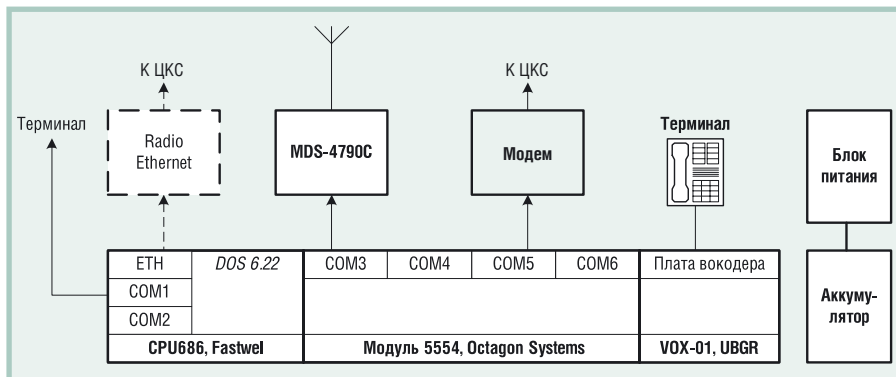 К ЦКС
К ЦКС
Терминал
Radio
Ethernet
MDS-4790C
Модем
Терминал
Блок
питания
ETH
DOS 6.22
COM3
COM4
COM5
COM6
Плата вокодера
COM1
COM2
Аккуму-
лятор
CPU686, Fastwel
Модуль 5554, Octagon Systems
VOX-01, UBGR